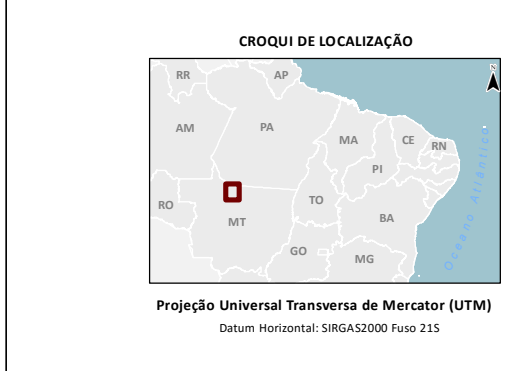 CROQUI DE LOCALIZAÇÃO
N
RR
AP
AM
PA
MA
CE
RN
PI
RO
MT
TO
BA
GO
MG
Oceano Atlântico
Projeção Universal Transversa de Mercator (UTM)
Datum Horizontal: SIRGAS2000 Fuso 21S